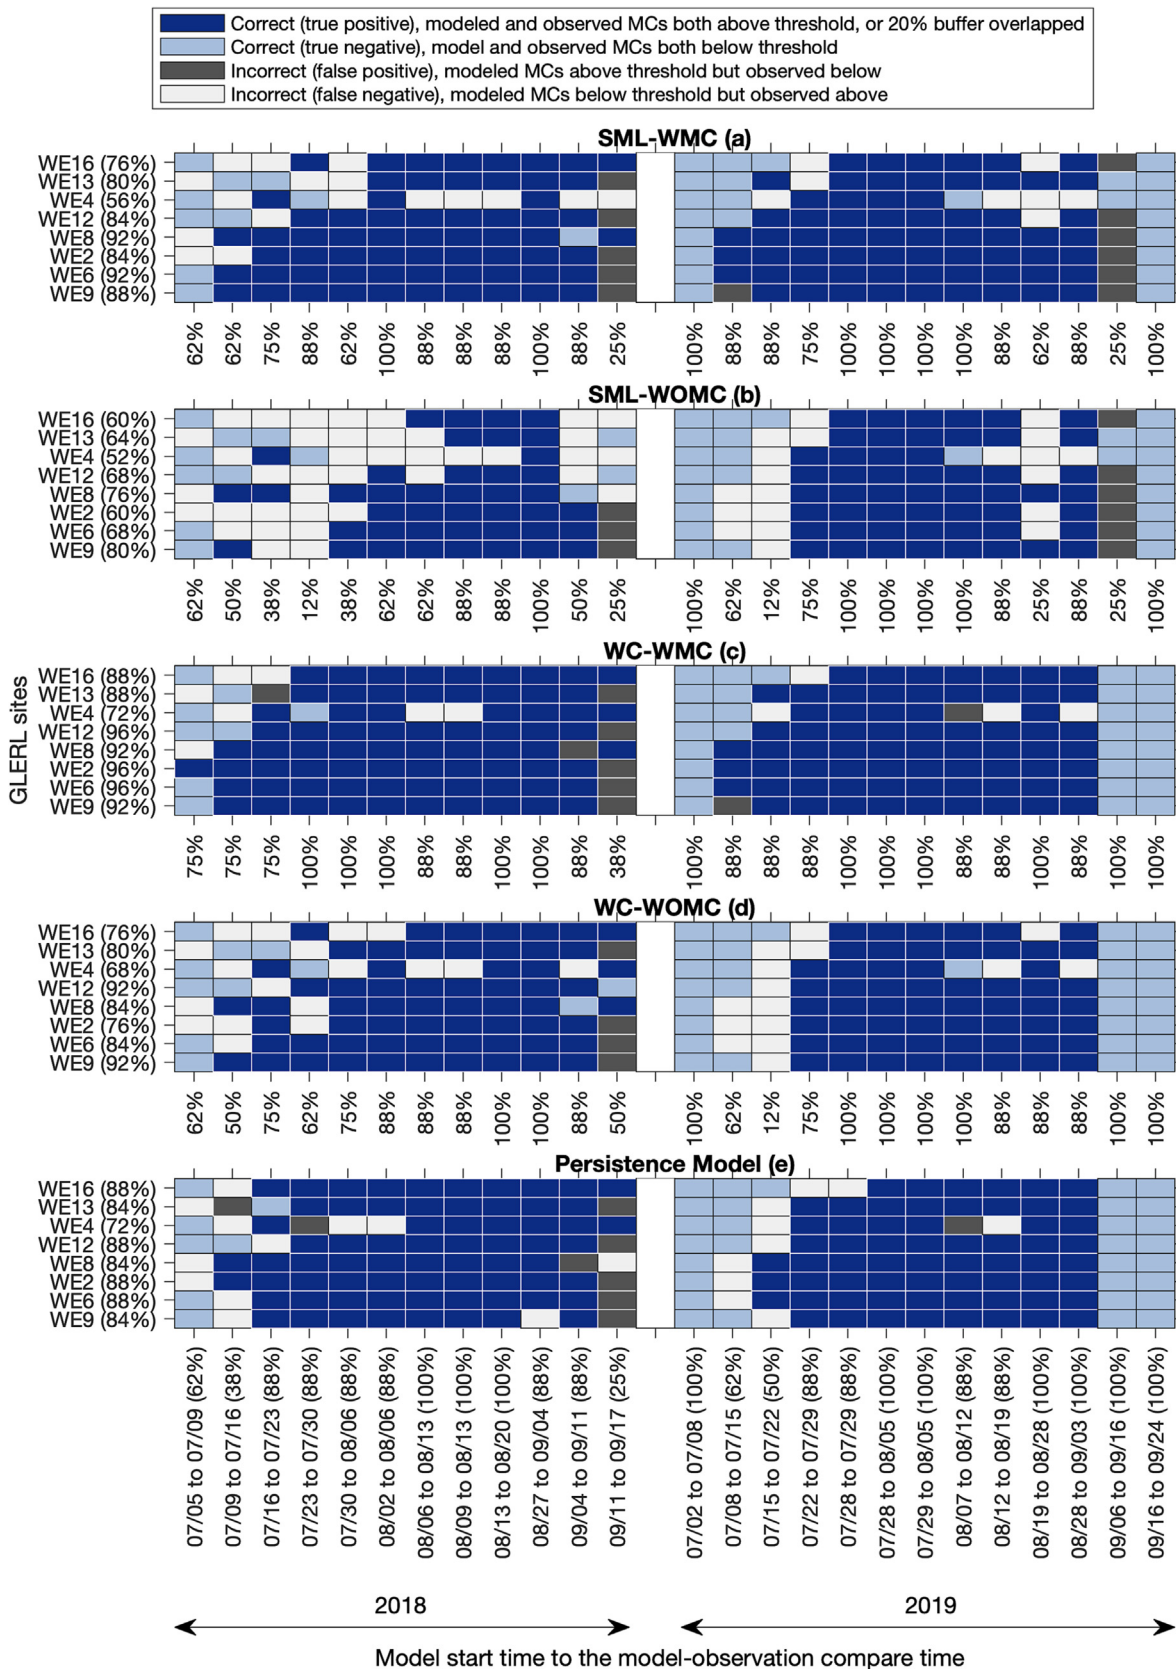 Correct (true positive), modeled and observed MCs both above threshold, or 20% buffer overlapped
Correct (true negative), model and observed MCs both below threshold
Incorrect (false positive), modeled MCs above threshold but observed below
Incorrect (false negative), modeled MCs below threshold but observed above
SML-WMC (a)
WE16 (76%)
WE13 (80%)
WE4 (56%)
WE12 (84%)
WE8 (92%)
WE2 (84%)
WE6 (92%)
WE9 (88%)
62% 62% 75% 88% 62% 100% 88% 88% 88% 100% 88% 25% 100% 88% 88% 75% 100% 100% 100% 100% 88% 62% 88% 25% 100%
SML-WOMC (b)
WE16 (60%)
WE13 (64%)
WE4 (52%)
WE12 (68%)
WE8 (76%)
WE2 (60%)
WE6 (68%)
WE9 (80%)
62% 50% 38% 12% 38% 62% 62% 88% 88% 100% 50% 25% 100% 62% 12% 75% 100% 100% 100% 100% 88% 25% 88% 25% 100%
WC-WMC (c)
WE16 (88%)
WE13 (88%)
WE4 (72%)
WE12 (96%)
WE8 (92%)
WE2 (96%)
WE6 (96%)
WE9 (92%)
75% 75% 75% 100% 100% 100% 88% 88% 100% 100% 88% 38% 100% 88% 88% 88% 100% 100% 100% 88% 88% 100% 88% 100% 100%
GLERL sites
WC-WOMC (d)
WE16 (76%)
WE13 (80%)
WE4 (68%)
WE12 (92%)
WE8 (84%)
WE2 (76%)
WE6 (84%)
WE9 (92%)
62% 50% 75% 62% 75% 88% 88% 88% 100% 100% 88% 50% 100% 62% 12% 75% 100% 100% 100% 100% 88% 88% 88% 100% 100%
Persistence Model (e)
WE16 (88%)
WE13 (84%)
WE4 (72%)
WE12 (88%)
WE8 (84%)
WE2 (88%)
WE6 (88%)
WE9 (84%)
07/05 to 07/09 (62%)
07/09 to 07/16 (38%)
07/16 to 07/23 (88%)
07/23 to 07/30 (88%)
07/30 to 08/06 (88%)
08/02 to 08/06 (88%)
08/06 to 08/13 (100%)
08/09 to 08/13 (100%)
08/13 to 08/20 (100%)
08/27 to 09/04 (88%)
09/04 to 09/11 (88%)
09/11 to 09/17 (25%)
07/02 to 07/08 (100%)
07/08 to 07/15 (62%)
07/15 to 07/22 (50%)
07/22 to 07/29 (88%)
07/28 to 07/29 (88%)
07/28 to 08/05 (100%)
07/29 to 08/05 (100%)
08/07 to 08/12 (88%)
08/12 to 08/19 (88%)
08/19 to 08/28 (100%)
08/28 to 09/03 (100%)
09/06 to 09/16 (100%)
09/16 to 09/24 (100%)
2018
2019
Model start time to the model-observation compare time